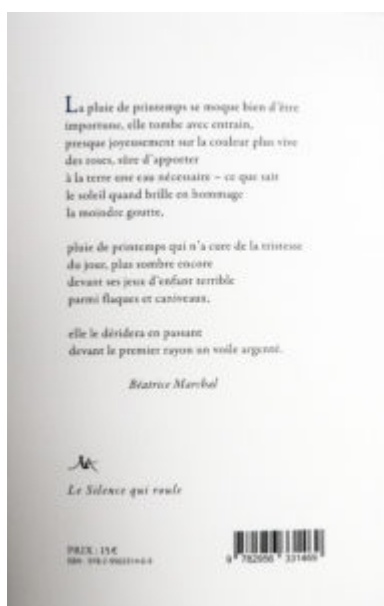 La pluie de printemps se moque bien d'être
importune, elle tombe avec entrain,
presque joyeusement sur la couleur plus vive
des roses, sûre d'apporter
à la terre une eau nécessaire – ce que sait
le soleil quand brille en hommage
la moindre goutte,
pluie de printemps qui n'a cure de la tristesse
du jour, plus sombre encore
devant ses jeux d'enfant terrible
parmi flaques et caniveaux,
elle le déridera en passant
devant le premier rayon un voile argenté.
Béatrice Marchal
Le Silence qui roule
PRIX : 15 €